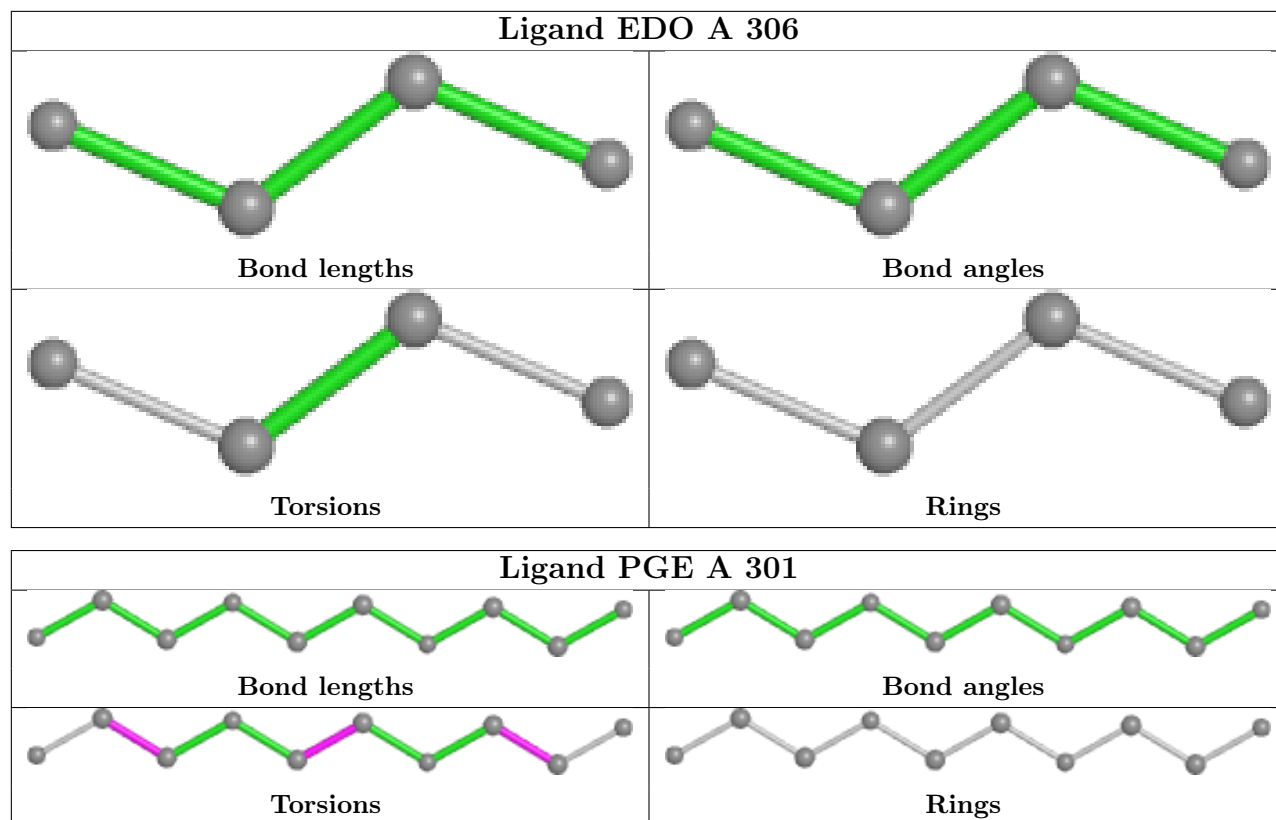 Ligand EDO A 306
Bond lengths
Bond angles
Torsions
Rings
Ligand PGE A 301
Bond lengths
Bond angles
Torsions
Rings